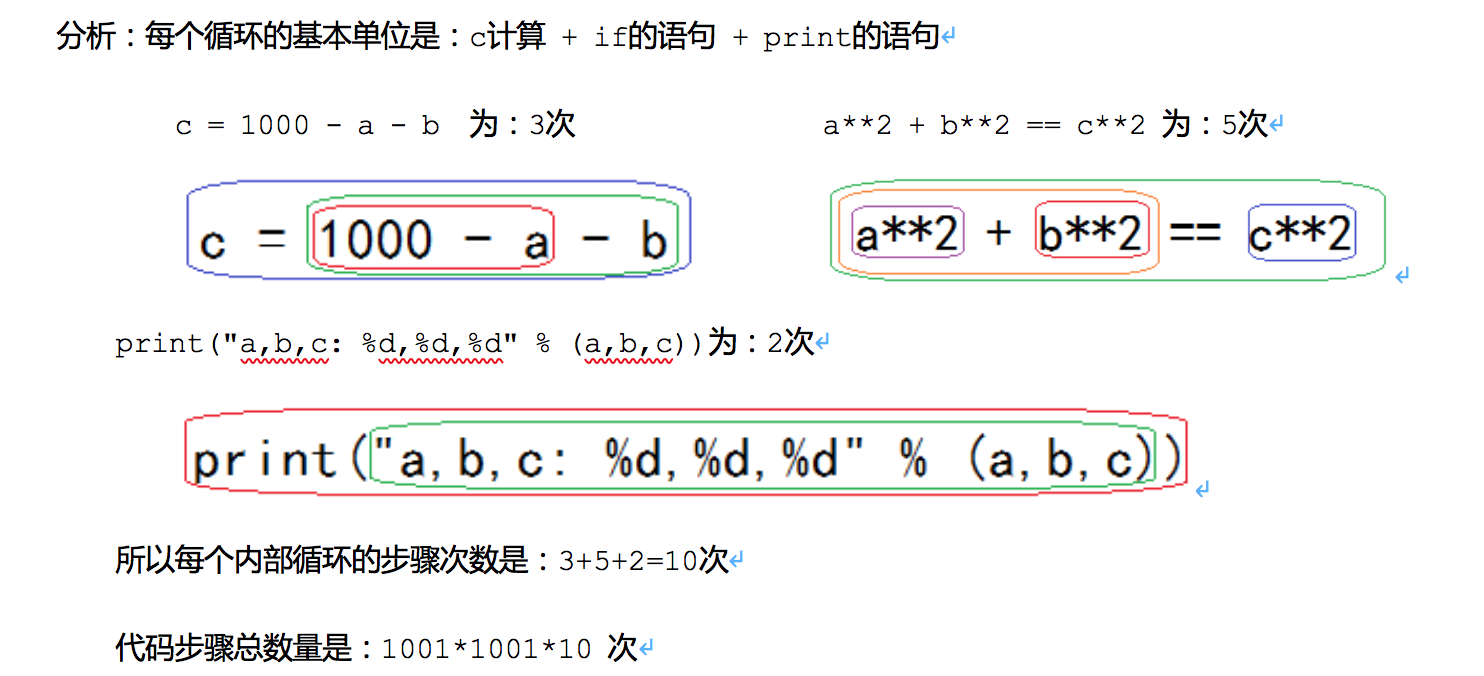 分析：每个循环的基本单位是：c计算 + if的语句 + print的语句
c = 1000 - a - b 为：3次 a**2 + b**2 == c**2 为：5次
c = 1000 - a - b a**2 + b**2 == c**2
print("a,b,c: %d,%d,%d" % (a,b,c))为：2次
print("a,b,c: %d,%d,%d" % (a,b,c))
所以每个内部循环的步骤次数是：3+5+2=10次
代码步骤总数量是：1001*1001*10 次